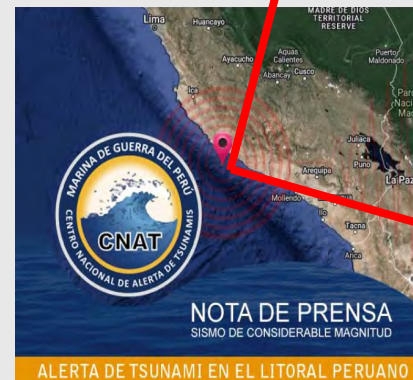 MADRE DE DIOS
TERRITORIAL
RESERVE
Lima
Huancayo
Ayacucho
Aguas
Calientes
Cusco
Abancay
Puerto
Maldonado
Ica
Juliaca
Puno
Arequipa
La Paz
Mollendo
Ilo
Tacna
Arica
MARINA DE GUERRA DEL PERÚ
CNAT
CENTRO NACIONAL DE ALERTA DE TSUNAMIS
NOTA DE PRENSA
SISMO DE CONSIDERABLE MAGNITUD
ALERTA DE TSUNAMI EN EL LITORAL PERUANO